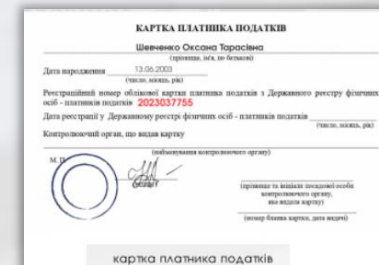 КАРТКА ПЛАТНИКА ПОДАТКІВ
Шевченко Оксана Тарасівна
(прізвище, ім'я, по батькові)
Дата народження 13.06.2003
(число, місяць, рік)
Реєстраційний номер облікової картки платника податків з Державного реєстру фізичних
осіб - платників податків 2023037755
Дата реєстрації у Державному реєстрі фізичних осіб - платників податків
(число, місяць, рік)
Контролюючий орган, що видав картку
(найменування контролюючого органу)
М. П.
(прізвище та ініціали посадової особи
контролюючого органу,
яка видала картку)
(номер бланка картки, дата видачі)
картка платника податків